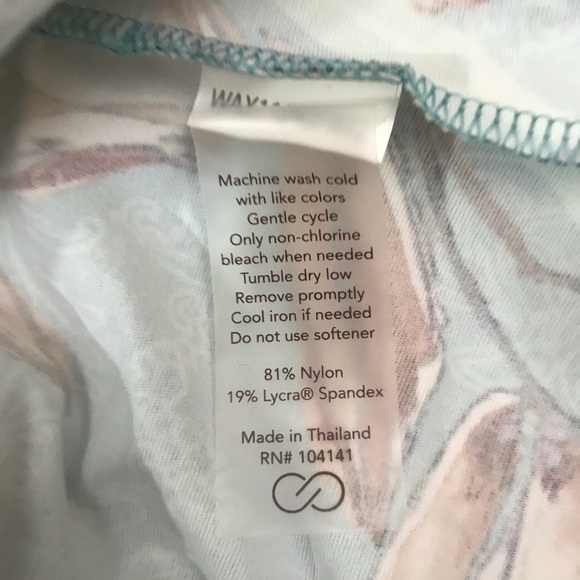 Machine wash cold
with like colors
Gentle cycle
Only non-chlorine
bleach when needed
Tumble dry low
Remove promptly
Cool iron if needed
Do not use softener
81% Nylon
19% Lycra® Spandex
Made in Thailand
RN# 104141